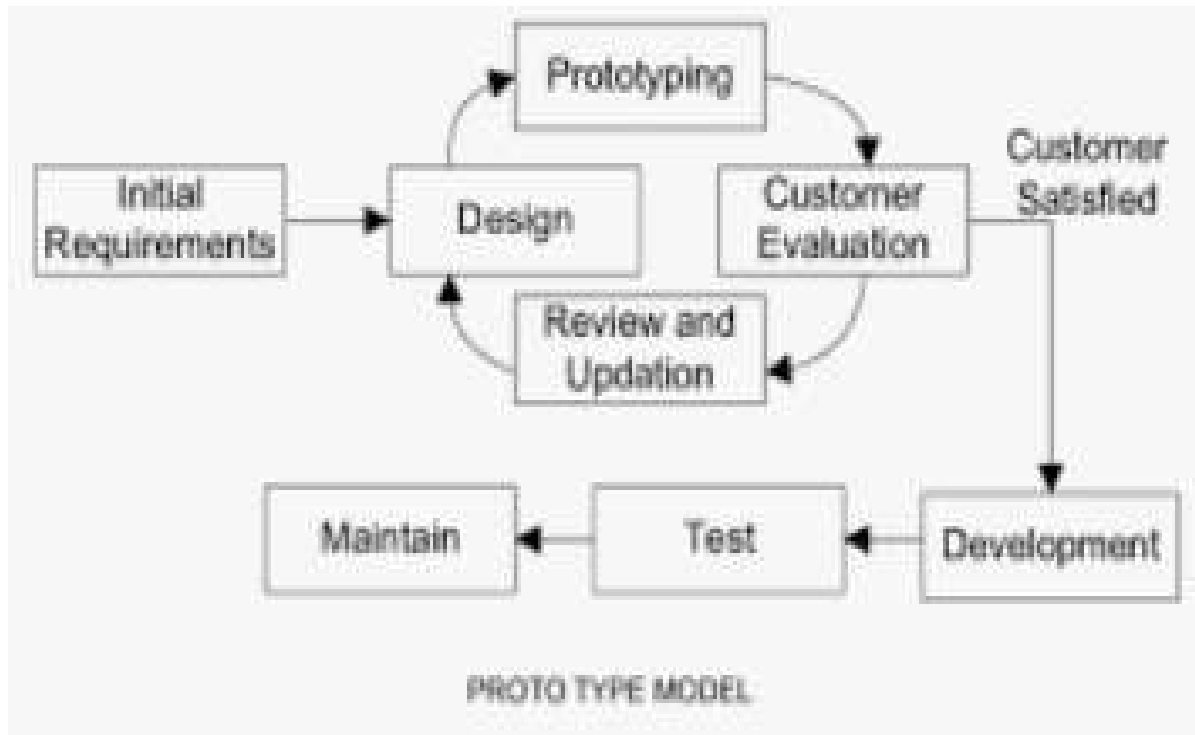 Prototyping
Customer
Satisfied
Initial
Requirements
Design
Customer
Evaluation
Review and
Updation
Maintain
Test
Development
PROTO TYPE MODEL